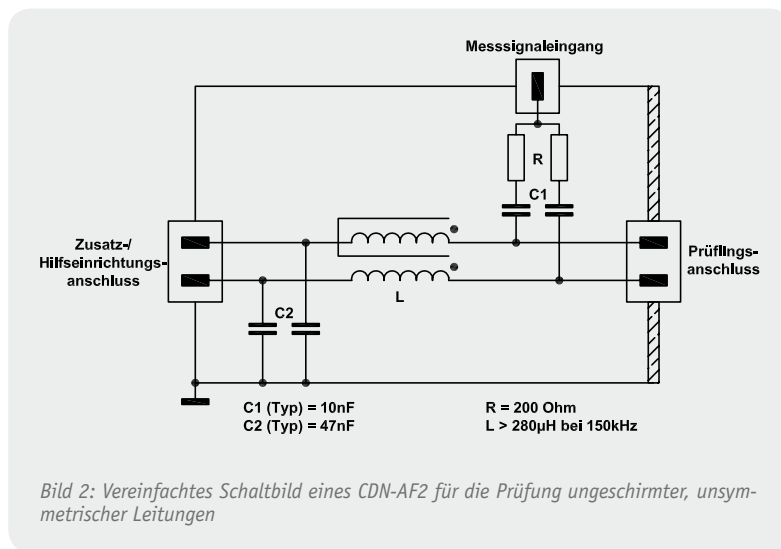 Messsignaleingang
R
C1
Zusatz-/
Hilfseinrichtungs-
anschluss
Prüflings-
anschluss
L
C2
C1 (Typ) = 10nF
C2 (Typ) = 47nF
R = 200 Ohm
L > 280µH bei 150kHz
Bild 2: Vereinfachtes Schaltbild eines CDN-AF2 für die Prüfung ungeschirmter, unsym-
metrischer Leitungen